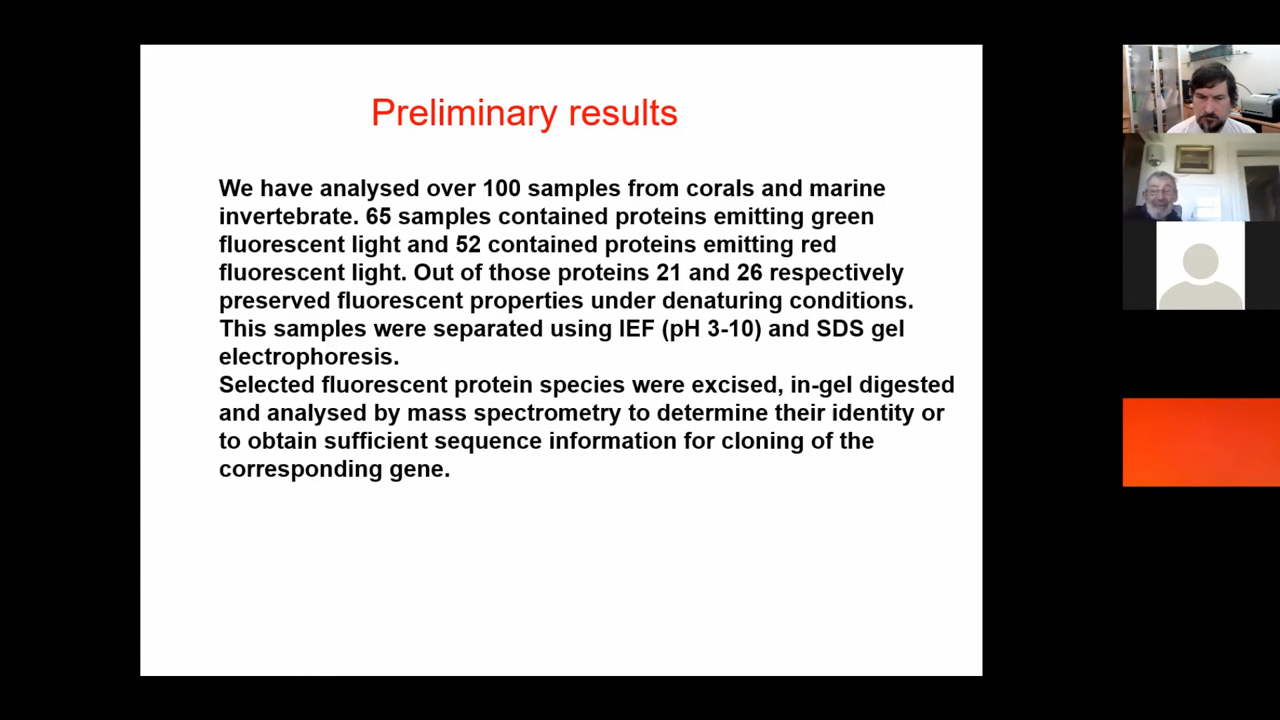 Preliminary results
We have analysed over 100 samples from corals and marine
invertebrate. 65 samples contained proteins emitting green
fluorescent light and 52 contained proteins emitting red
fluorescent light. Out of those proteins 21 and 26 respectively
preserved fluorescent properties under denaturing conditions.
This samples were separated using IEF (pH 3-10) and SDS gel
electrophoresis.
Selected fluorescent protein species were excised, in-gel digested
and analysed by mass spectrometry to determine their identity or
to obtain sufficient sequence information for cloning of the
corresponding gene.